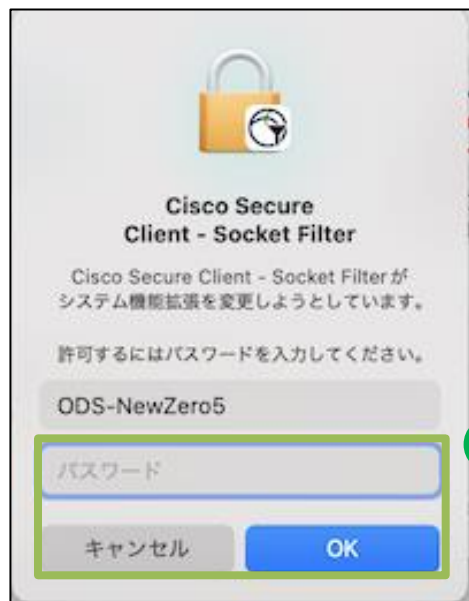 Cisco Secure
Client - Socket Filter
Cisco Secure Client - Socket Filterが
システム機能拡張を変更しようとしています。
許可するにはパスワードを入力してください。
ODS-NewZero5
パスワード
キャンセル
OK